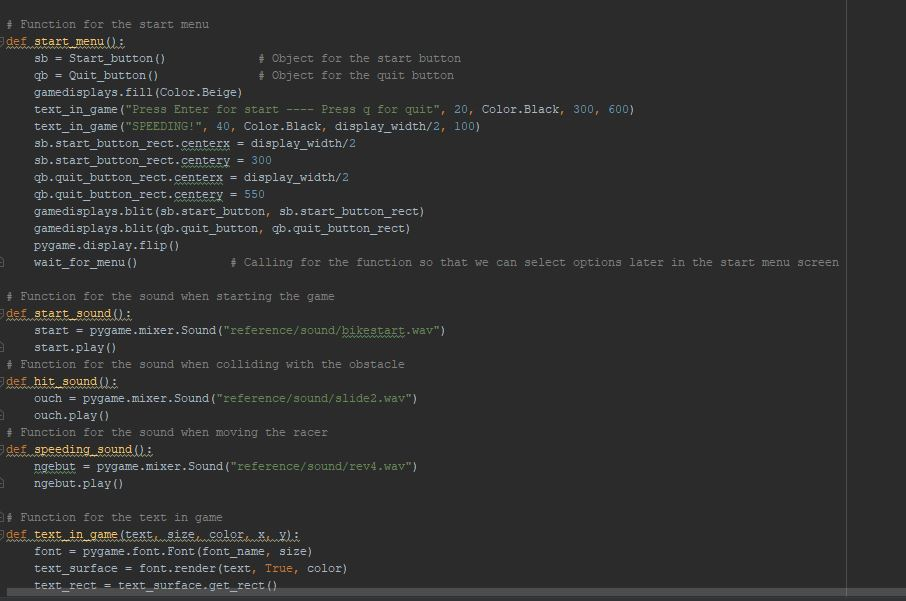 # Function for the start menu
def start_menu():
    sb = Start_button()             # Object for the start button
    qb = Quit_button()              # Object for the quit button
    gamedisplays.fill(Color.Beige)
    text_in_game("Press Enter for start ---- Press q for quit", 20, Color.Black, 300, 600)
    text_in_game("SPEEDING!", 40, Color.Black, display_width/2, 100)
    sb.start_button_rect.centerx = display_width/2
    sb.start_button_rect.centery = 300
    qb.quit_button_rect.centerx = display_width/2
    qb.quit_button_rect.centery = 550
    gamedisplays.blit(sb.start_button, sb.start_button_rect)
    gamedisplays.blit(qb.quit_button, qb.quit_button_rect)
    pygame.display.flip()
    wait_for_menu()             # Calling for the function so that we can select options later in the start menu screen

# Function for the sound when starting the game
def start_sound():
    start = pygame.mixer.Sound("reference/sound/bikestart.wav")
    start.play()
# Function for the sound when colliding with the obstacle
def hit_sound():
    ouch = pygame.mixer.Sound("reference/sound/slide2.wav")
    ouch.play()
# Function for the sound when moving the racer
def speeding_sound():
    ngebut = pygame.mixer.Sound("reference/sound/rev4.wav")
    ngebut.play()

# Function for the text in game
def text_in_game(text, size, color, x, y):
    font = pygame.font.Font(font_name, size)
    text_surface = font.render(text, True, color)
    text_rect = text_surface.get_rect()